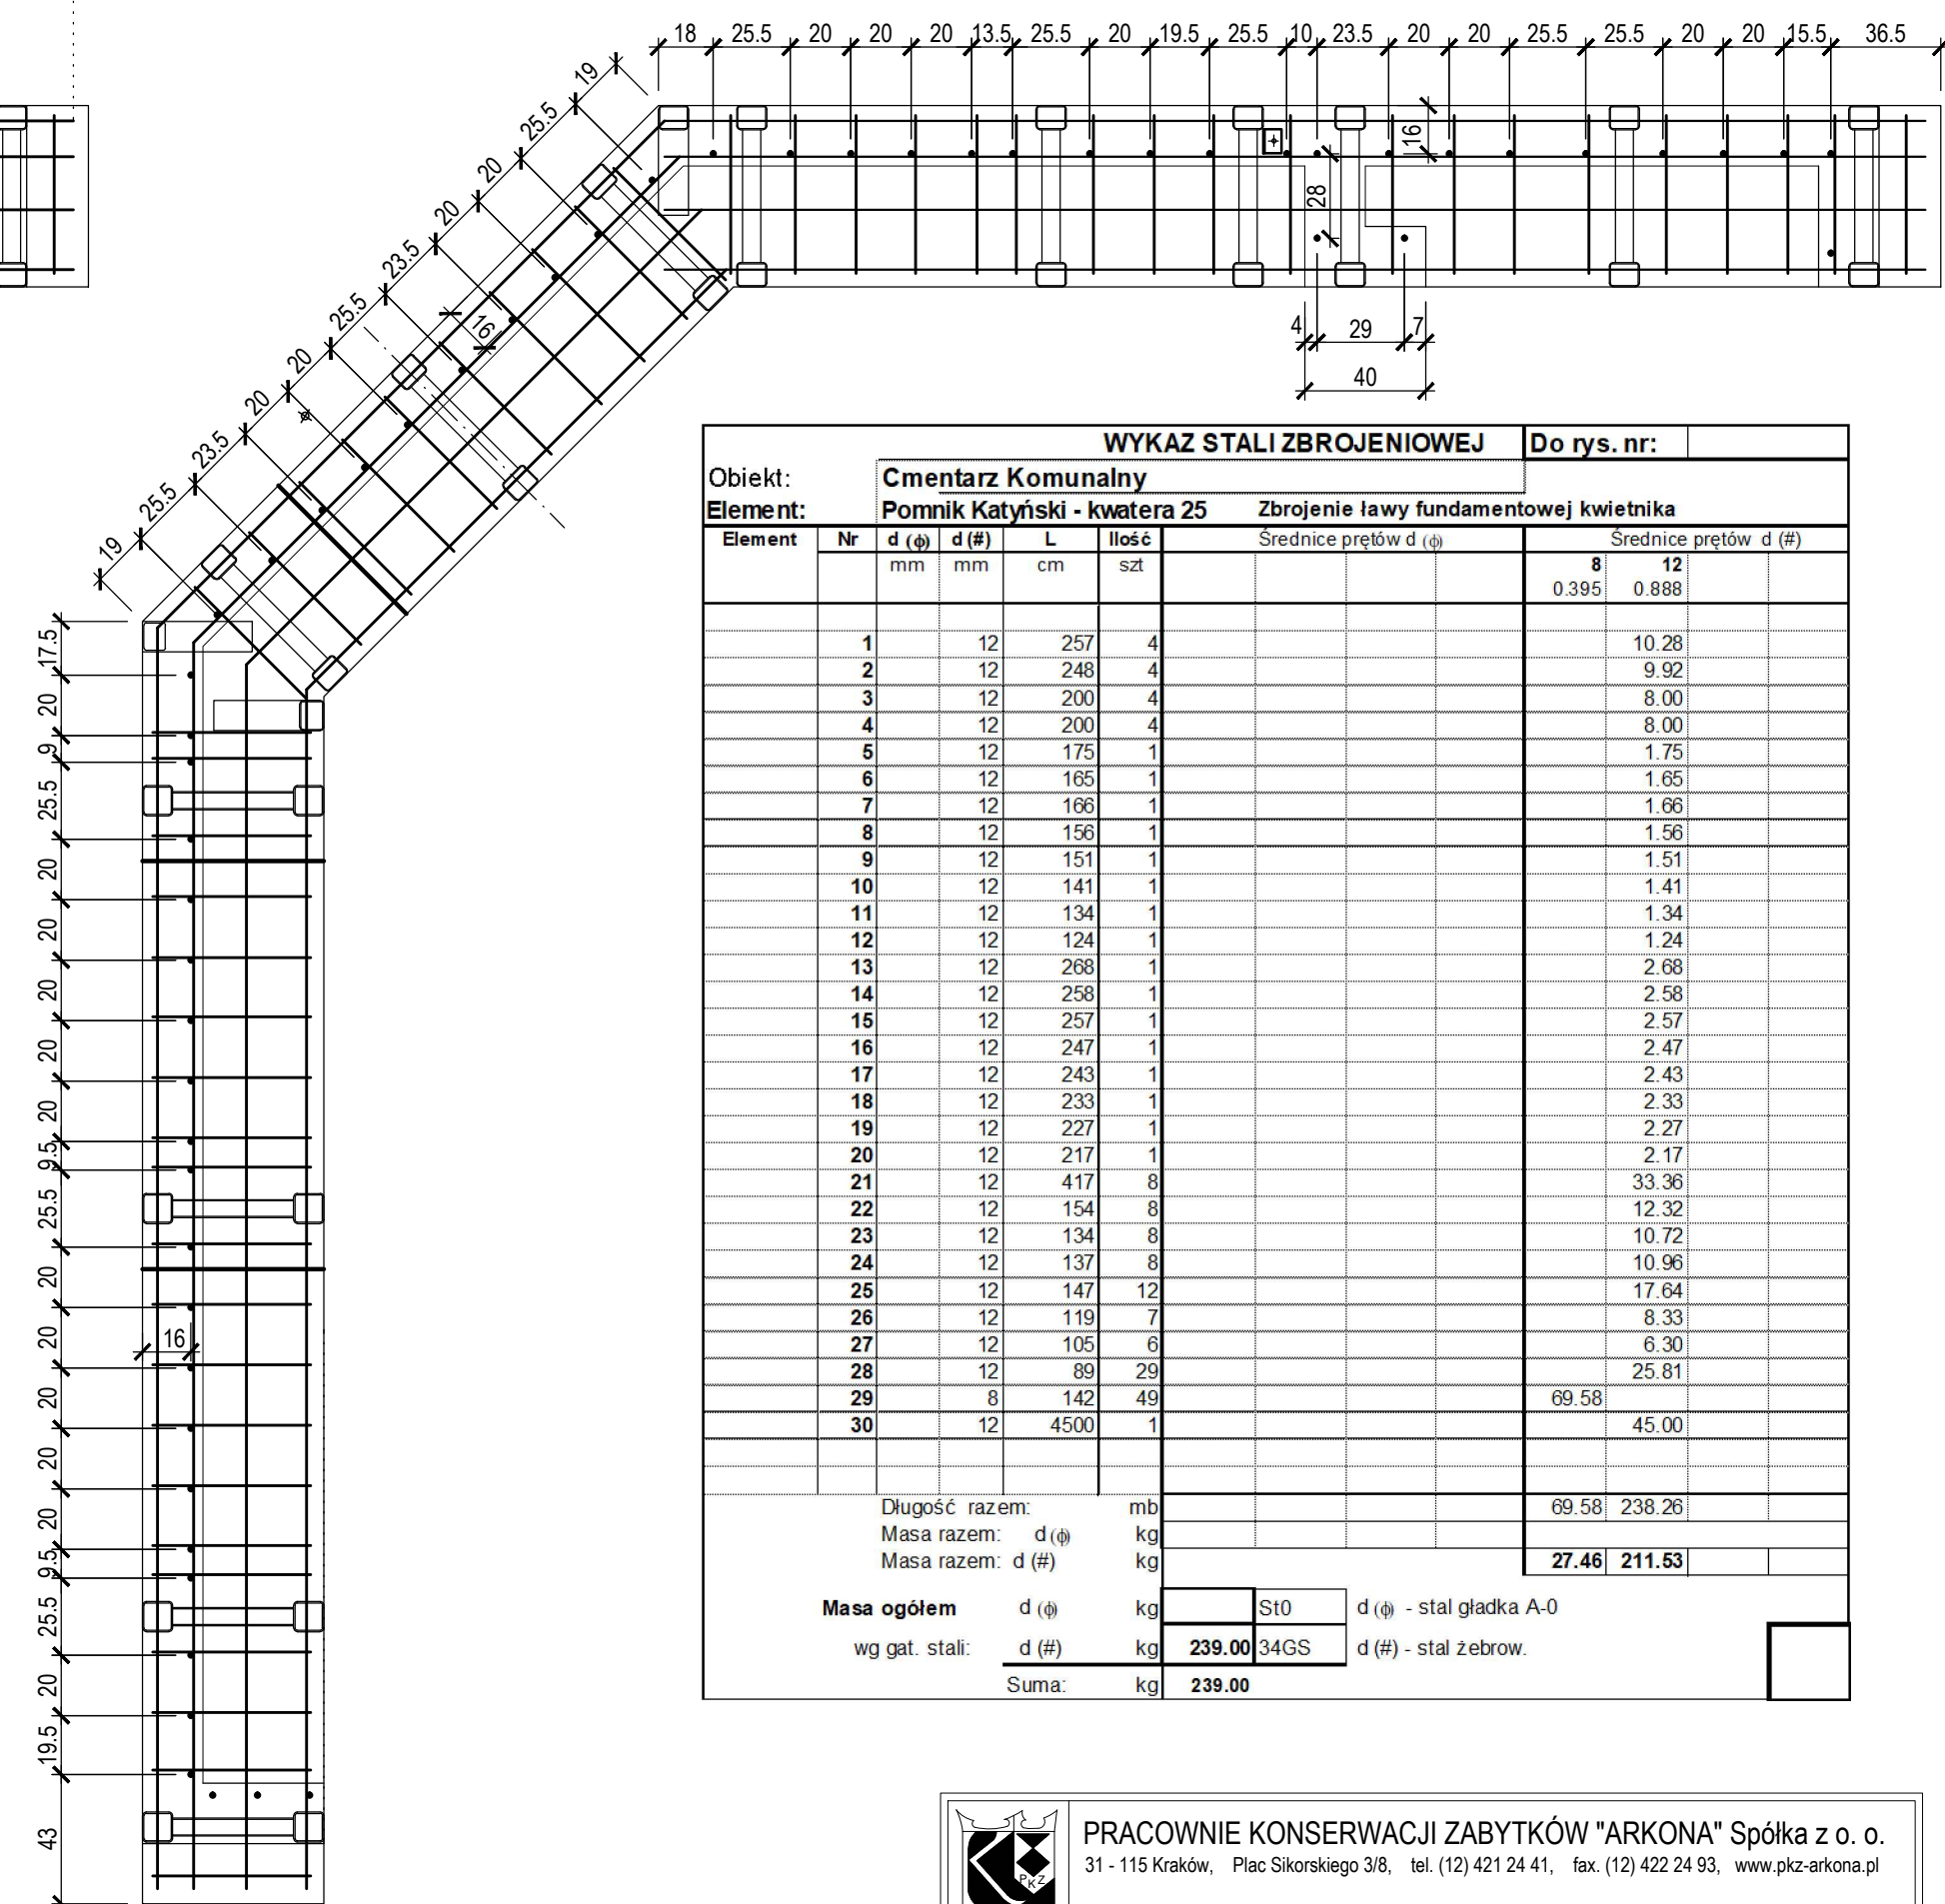 18 25.5 20 20 20 13.5 25.5 20 19.5 25.5 10 23.5 20 20 25.5 25.5 20 20 15.5 36.5
19
25.5
20
20
23.5
25.5
20
20
23.5
25.5
19
16
16
28
4 29 7
40
17.5
20
9
25.5
20
20
20
20
20
9.5
25.5
20
20
20
20
20
9.5
25.5
20
19.5
43
16
WYKAZ STALI ZBROJENIOWEJ Do rys. nr:
Obiekt: Cmentarz Komunalny
Element: Pomnik Katyński - kwatera 25 Zbrojenie ławy fundamentowej kwietnika
Element Nr d (ϕ) d (#) L Ilość Średnice prętów d (ϕ) Średnice prętów d (#)
mm mm cm szt 8 12
0.395 0.888
1 12 257 4 10.28
2 12 248 4 9.92
3 12 200 4 8.00
4 12 200 4 8.00
5 12 175 1 1.75
6 12 165 1 1.65
7 12 166 1 1.66
8 12 156 1 1.56
9 12 151 1 1.51
10 12 141 1 1.41
11 12 134 1 1.34
12 12 124 1 1.24
13 12 268 1 2.68
14 12 258 1 2.58
15 12 257 1 2.57
16 12 247 1 2.47
17 12 243 1 2.43
18 12 233 1 2.33
19 12 227 1 2.27
20 12 217 1 2.17
21 12 417 8 33.36
22 12 154 8 12.32
23 12 134 8 10.72
24 12 137 8 10.96
25 12 147 12 17.64
26 12 119 7 8.33
27 12 105 6 6.30
28 12 89 29 25.81
29 8 142 49 69.58
30 12 4500 1 45.00
Długość razem: mb 69.58 238.26
Masa razem: d (ϕ) kg
Masa razem: d (#) kg 27.46 211.53
Masa ogółem d (ϕ) kg St0 d (ϕ) - stal gładka A-0
wg gat. stali: d (#) kg 239.00 34GS d (#) - stal żebrow.
Suma: kg 239.00
PRACOWNIE KONSERWACJI ZABYTKÓW "ARKONA" Spółka z o. o.
31 - 115 Kraków, Plac Sikorskiego 3/8, tel. (12) 421 24 41, fax. (12) 422 24 93, www.pkz-arkona.pl
PKZ